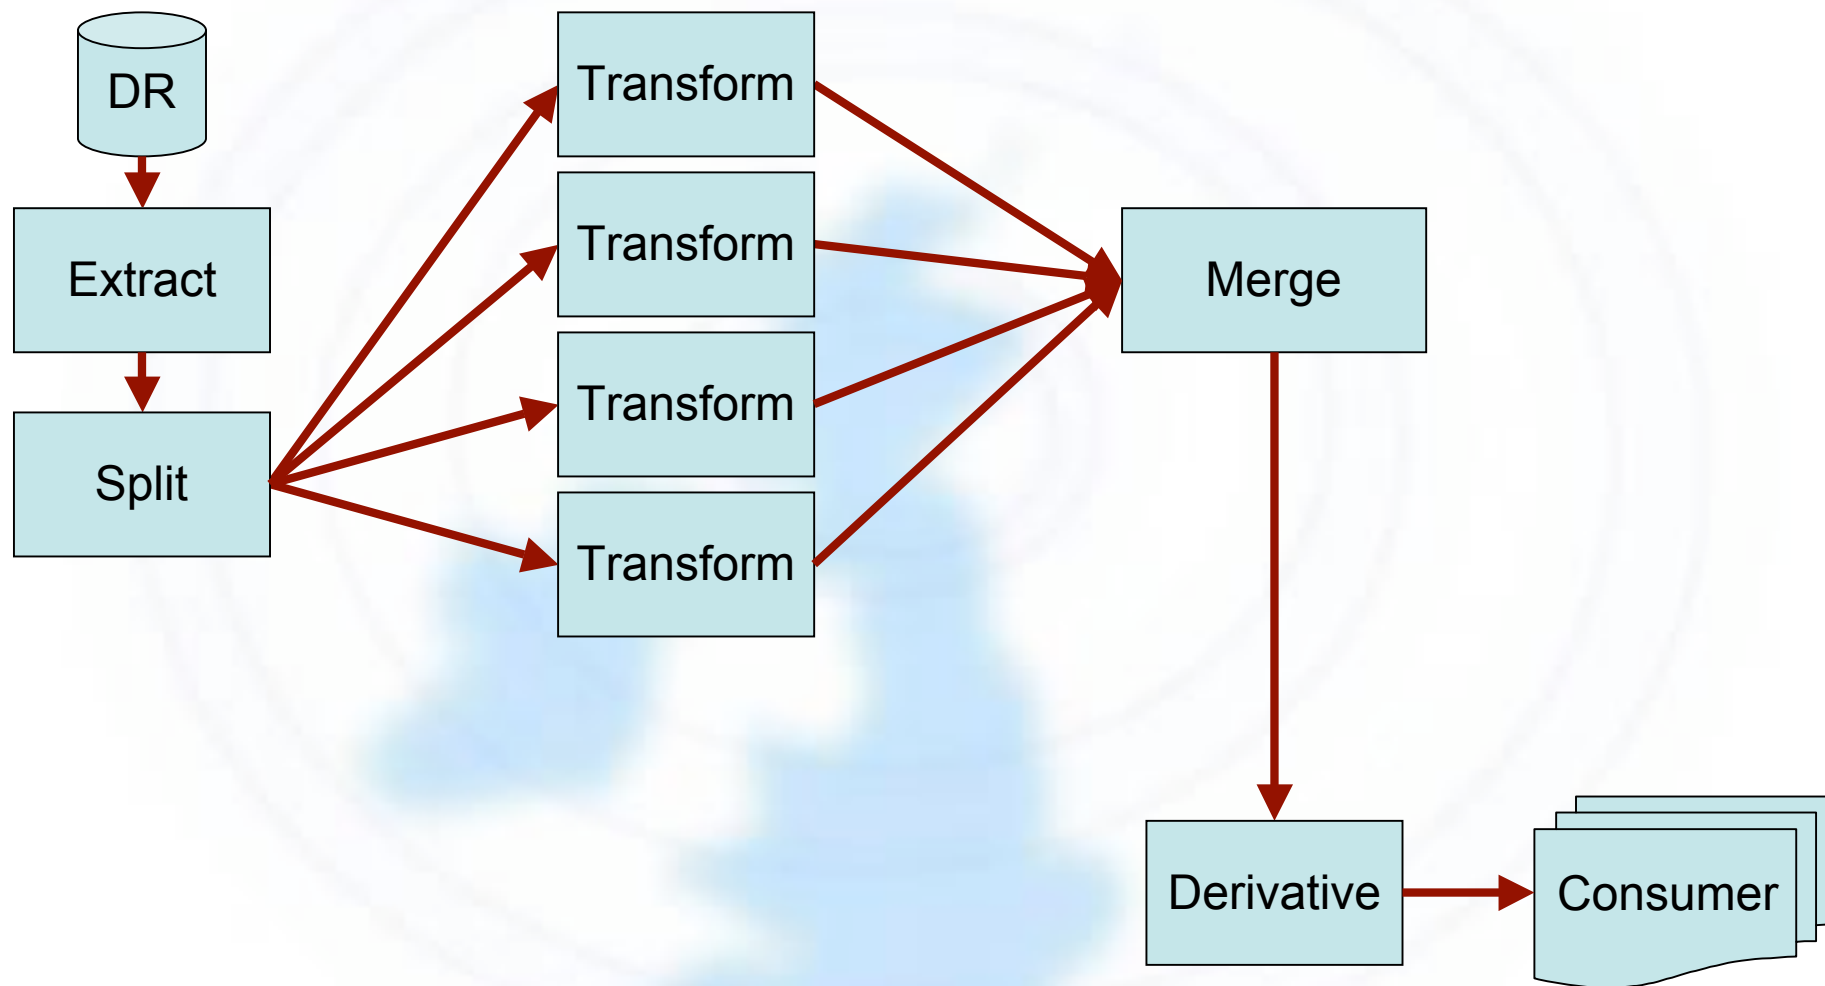 DR
Extract
Split
Transform
Transform
Transform
Transform
Merge
Derivative
Consumer